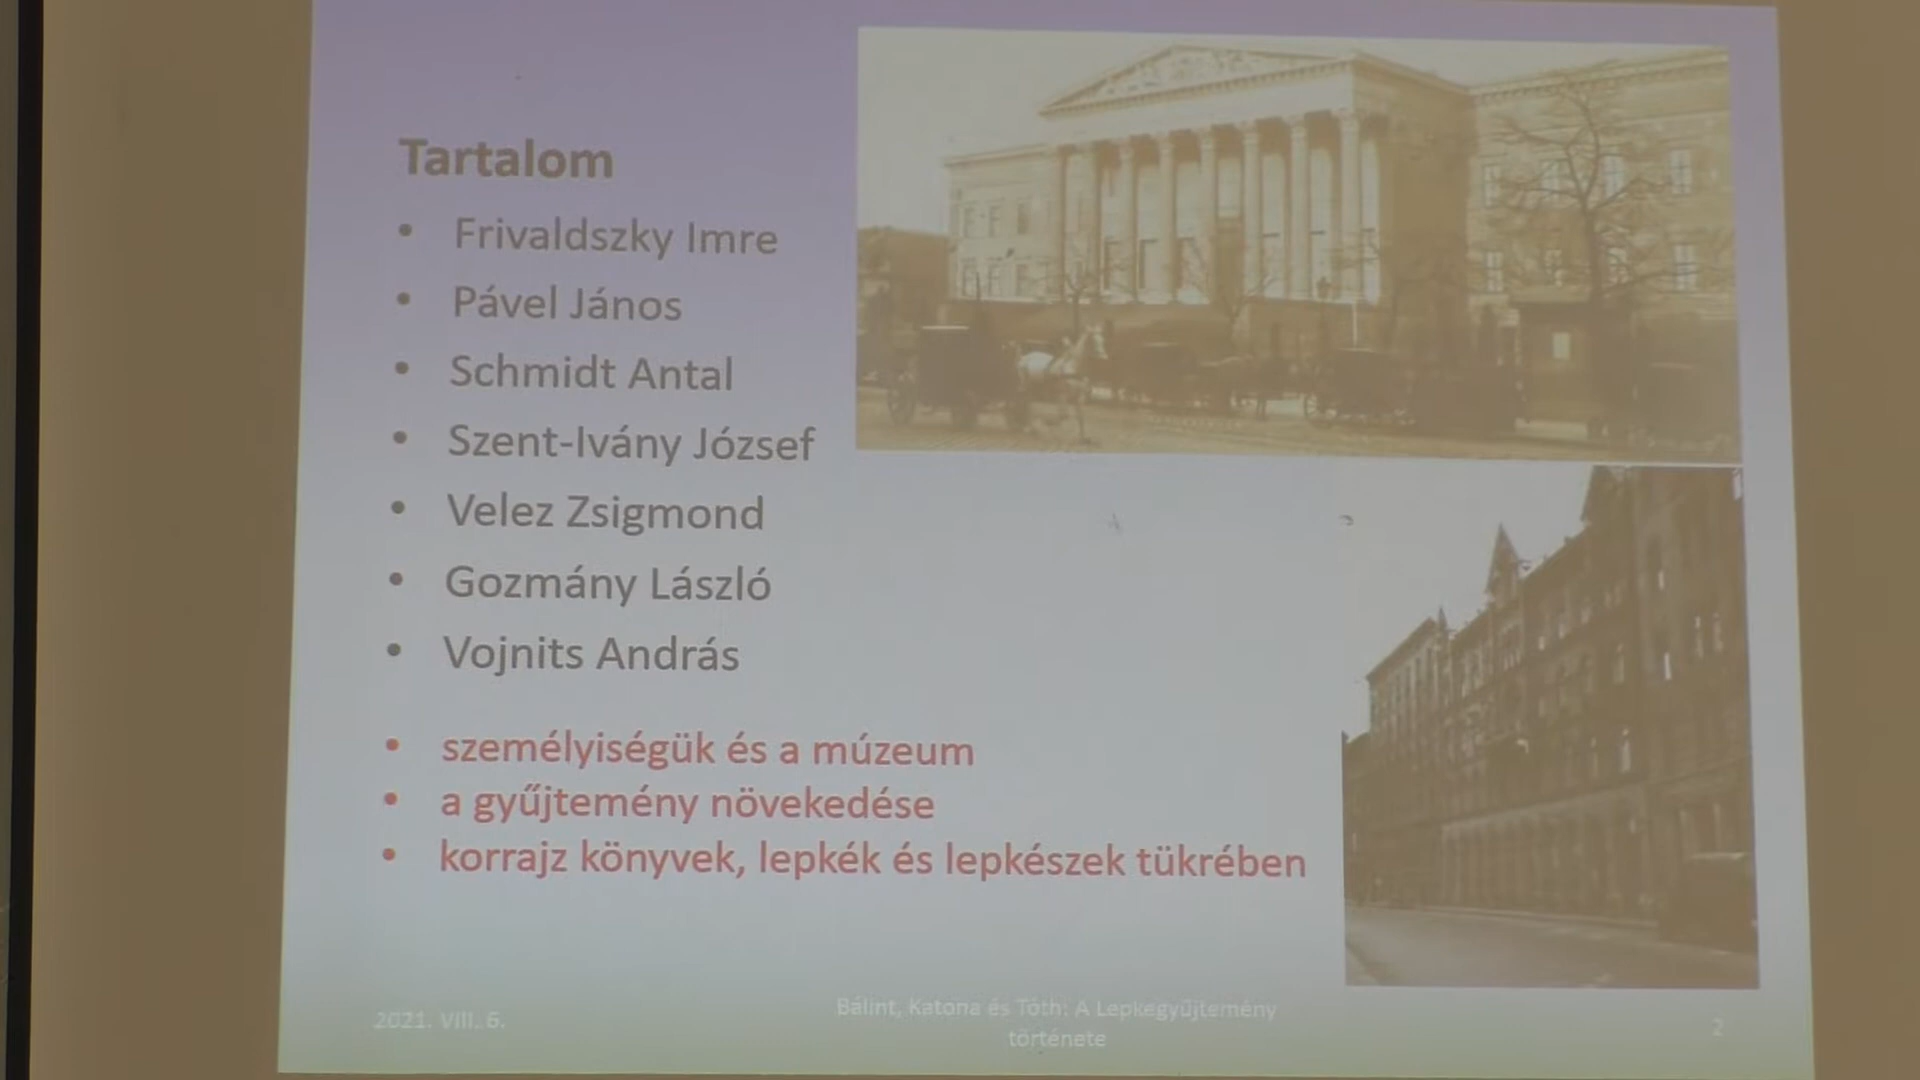 Tartalom
• Frivaldszky Imre
• Pável János
• Schmidt Antal
• Szent-Ivány József
• Velez Zsigmond
• Gozmány László
• Vojnits András
• személyiségük és a múzeum
• a gyűjtemény növekedése
• korrajz könyvek, lepkék és lepkészek tükrében
2021. VIII. 6.
Bálint, Katona és Tóth: A Lepkegyűjtemény
története
2